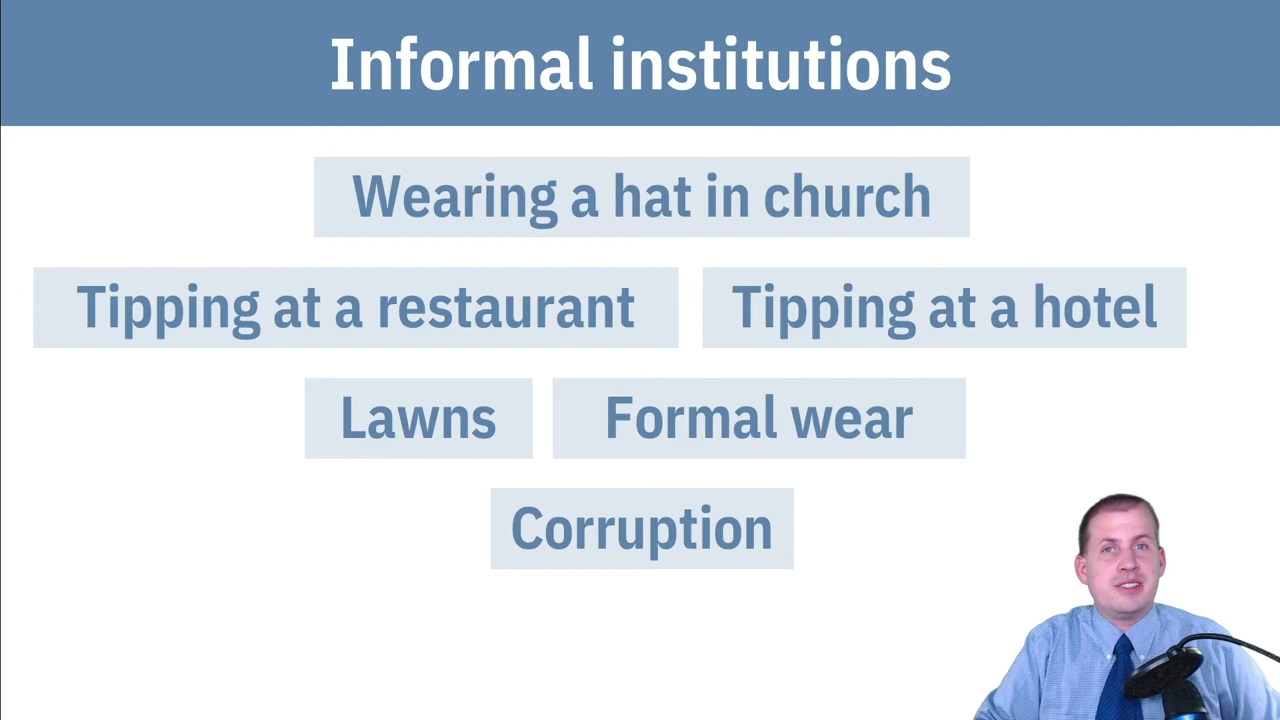 Informal institutions
Wearing a hat in church
Tipping at a restaurant
Tipping at a hotel
Lawns
Formal wear
Corruption